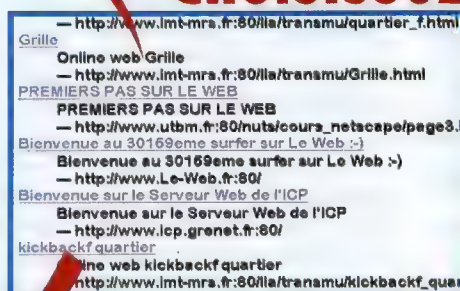 — http://www.imt-mrs.fr:80/lia/transmu/quartier_f.html
Grille
Online web Grille
— http://www.imt-mrs.fr:80/lia/transmu/Grille.html
PREMIERS PAS SUR LE WEB
PREMIERS PAS SUR LE WEB
— http://www.utbm.fr:80/nuts/cours_netscape/page3.
Bienvenue au 30169eme surfer sur Le Web :-)
Bienvenue au 30169eme surfer sur Le Web :-)
— http://www.Le-Web.fr:80/
Bienvenue sur le Serveur Web de l'ICP
Bienvenue sur le Serveur Web de l'ICP
— http://www.icp.grenet.fr:80/
kickbackf quartier
web kickbackf quartier
http://www.imt-mrs.fr:80/lia/transmu/kickbackf_quar